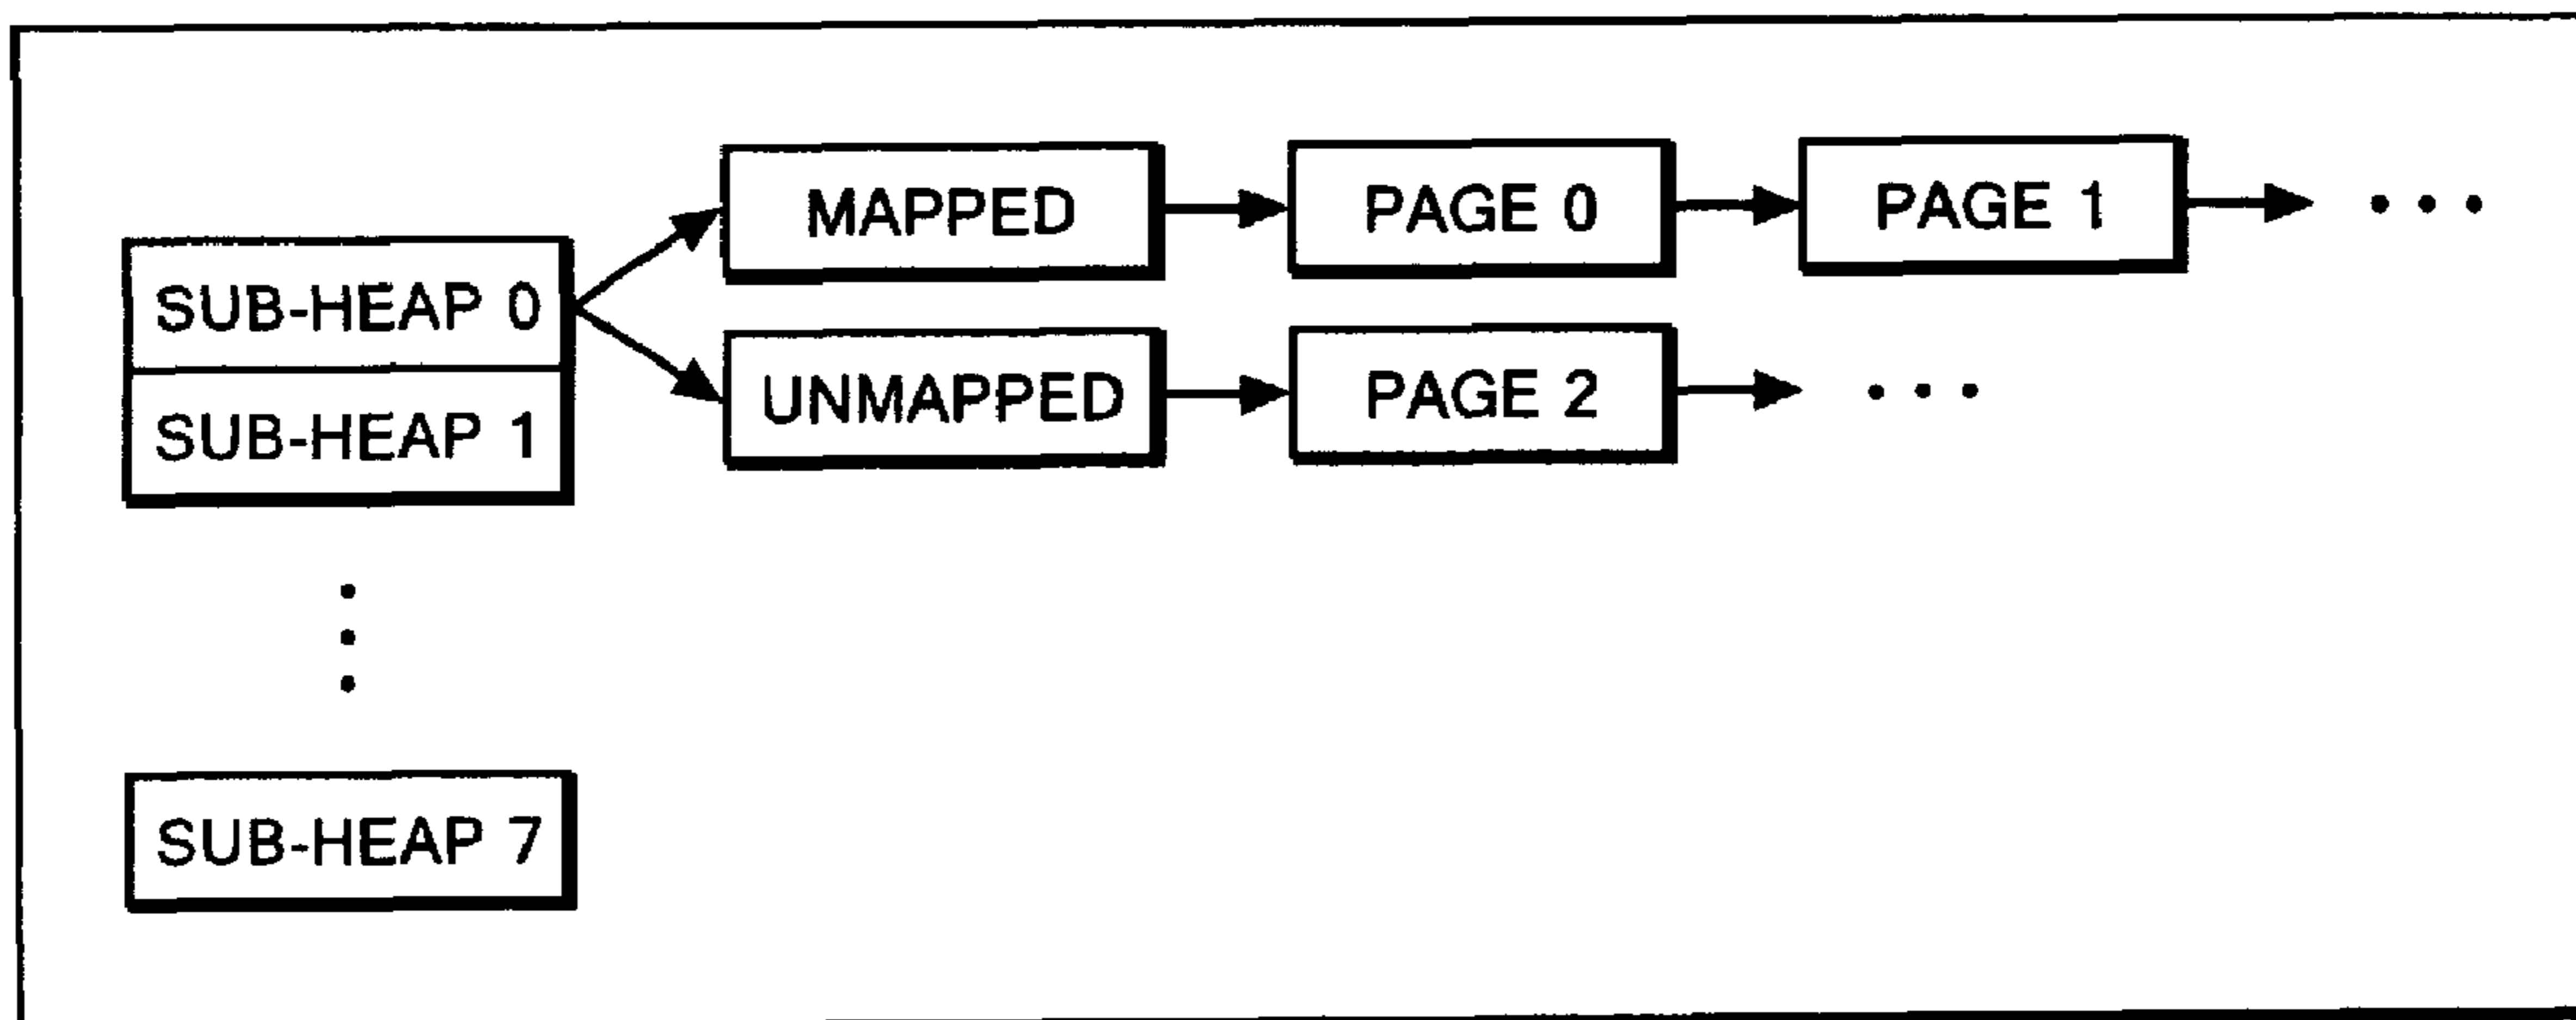 MAPPED
PAGE 0
PAGE 1
• • •
SUB-HEAP 0
UNMAPPED
PAGE 2
• • •
SUB-HEAP 1
SUB-HEAP 7